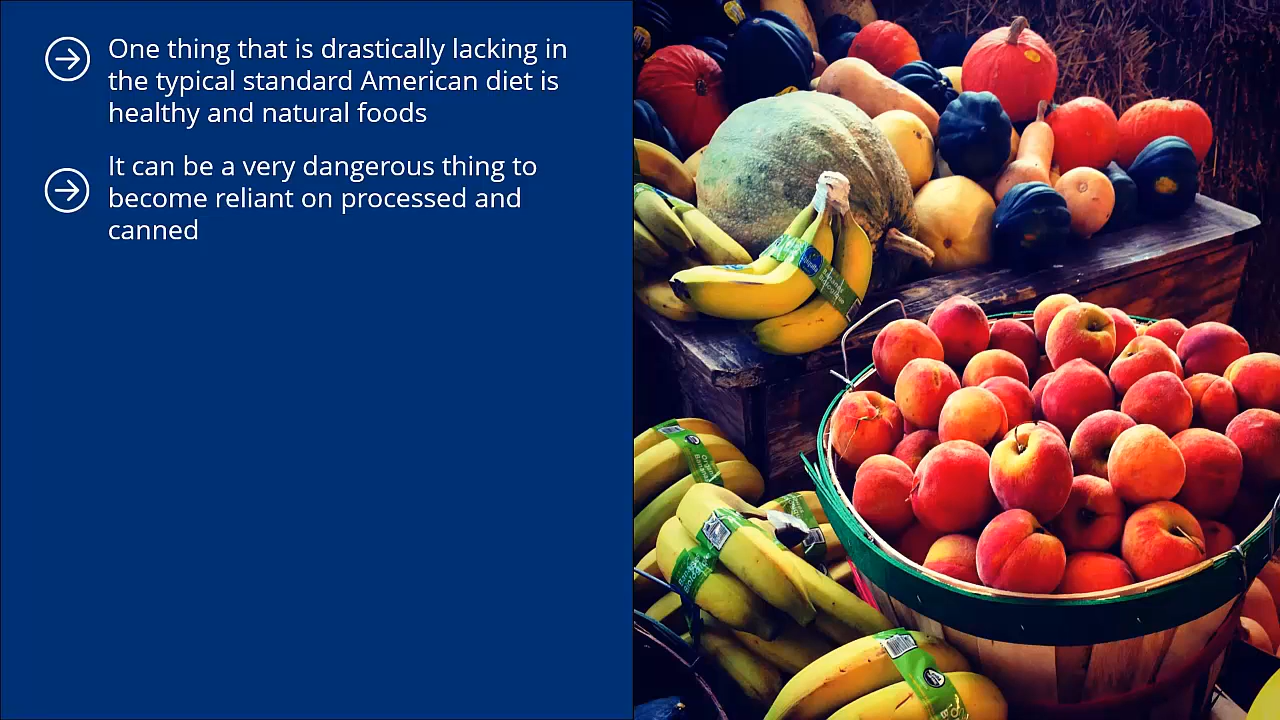 One thing that is drastically lacking in
the typical standard American diet is
healthy and natural foods
It can be a very dangerous thing to
become reliant on processed and
canned